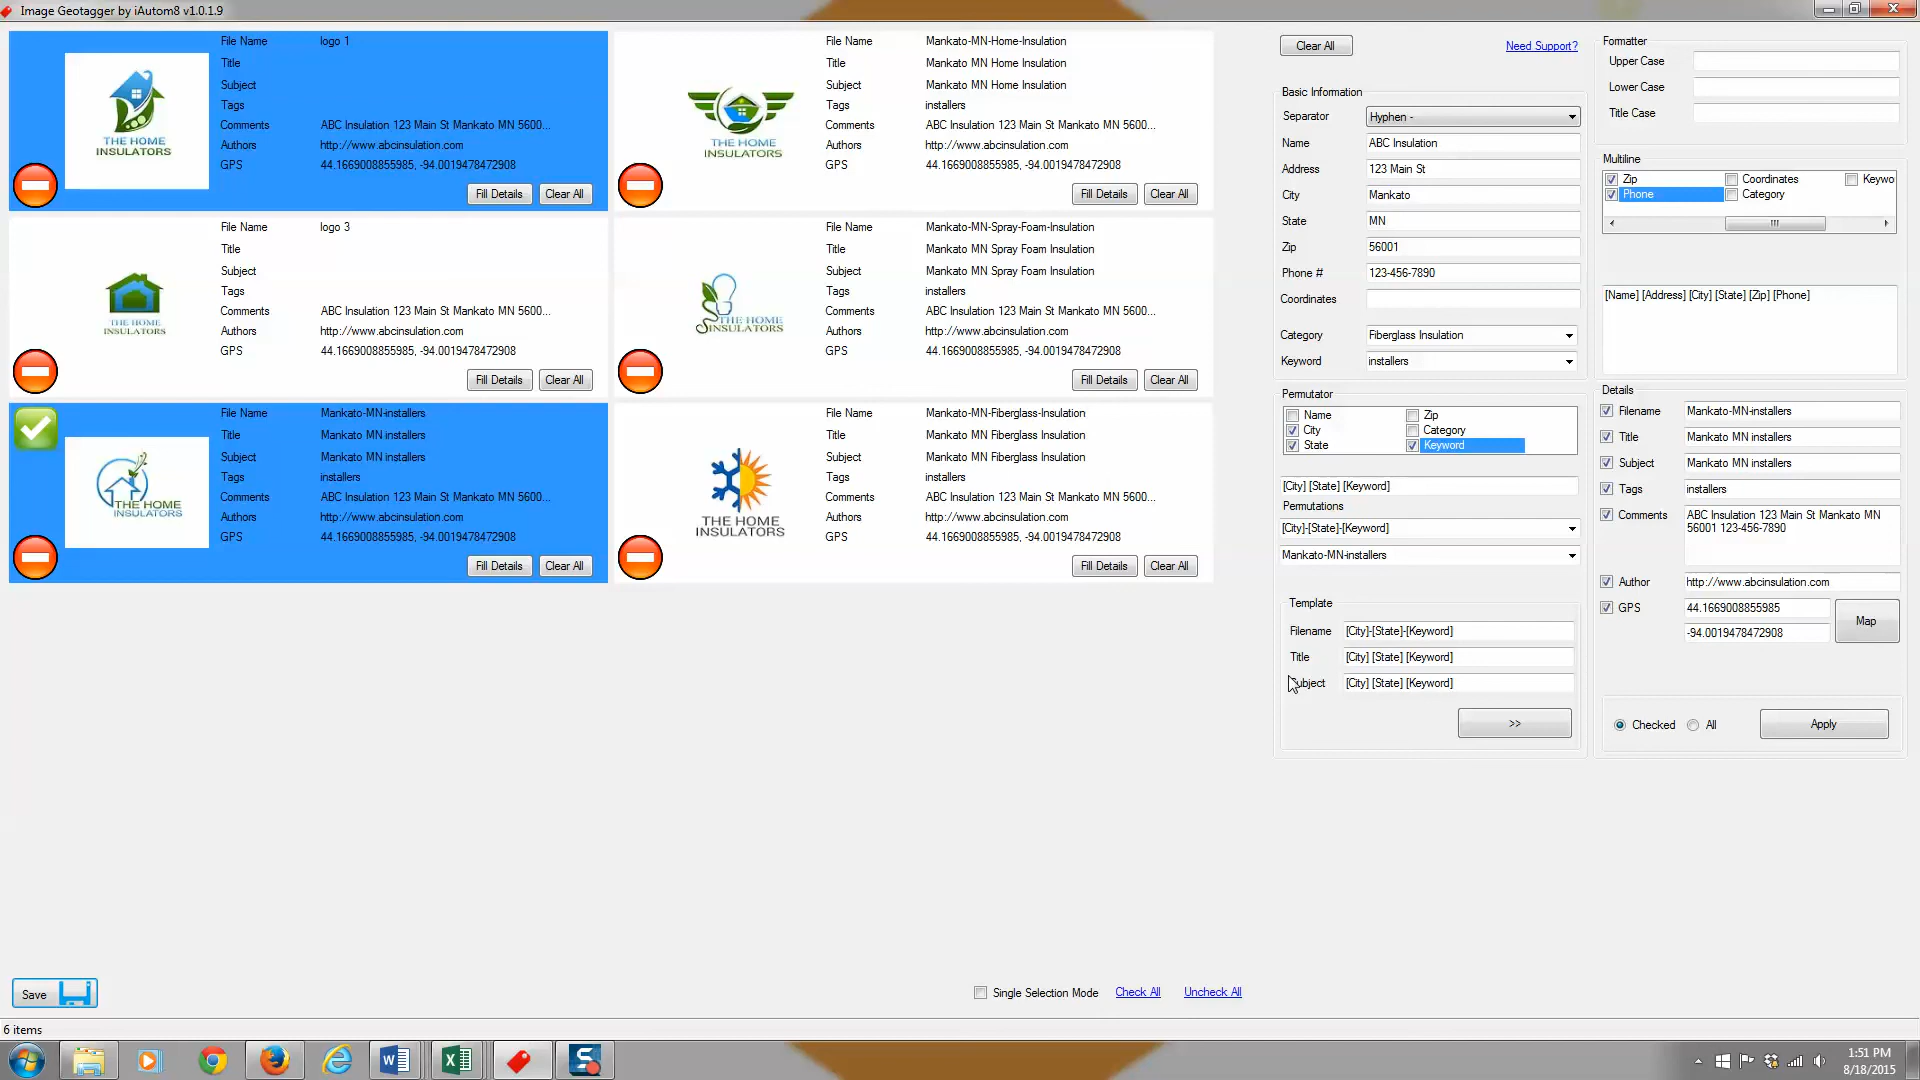 Image Geotagger by iAutom8 v1.0.1.9
File Name logo 1
Title
Subject
Tags
Comments ABC Insulation 123 Main St Mankato MN 5600...
Authors http://www.abcinsulation.com
GPS 44.1669008855985, -94.0019478472908
THE HOME
INSULATORS
Fill Details Clear All
File Name Mankato-MN-Home-Insulation
Title Mankato MN Home Insulation
Subject Mankato MN Home Insulation
Tags installers
Comments ABC Insulation 123 Main St Mankato MN 5600...
Authors http://www.abcinsulation.com
GPS 44.1669008855985, -94.0019478472908
THE HOME
INSULATORS
Fill Details Clear All
File Name logo 3
Title
Subject
Tags
Comments ABC Insulation 123 Main St Mankato MN 5600...
Authors http://www.abcinsulation.com
GPS 44.1669008855985, -94.0019478472908
THE HOME
INSULATORS
Fill Details Clear All
File Name Mankato-MN-Spray-Foam-Insulation
Title Mankato MN Spray Foam Insulation
Subject Mankato MN Spray Foam Insulation
Tags installers
Comments ABC Insulation 123 Main St Mankato MN 5600...
Authors http://www.abcinsulation.com
GPS 44.1669008855985, -94.0019478472908
THE HOME
INSULATORS
Fill Details Clear All
File Name Mankato-MN-installers
Title Mankato MN installers
Subject Mankato MN installers
Tags installers
Comments ABC Insulation 123 Main St Mankato MN 5600...
Authors http://www.abcinsulation.com
GPS 44.1669008855985, -94.0019478472908
THE HOME
INSULATORS
Fill Details Clear All
File Name Mankato-MN-Fiberglass-Insulation
Title Mankato MN Fiberglass Insulation
Subject Mankato MN Fiberglass Insulation
Tags installers
Comments ABC Insulation 123 Main St Mankato MN 5600...
Authors http://www.abcinsulation.com
GPS 44.1669008855985, -94.0019478472908
THE HOME
INSULATORS
Fill Details Clear All
Clear All Need Support?
Basic Information
Separator Hyphen -
Name ABC Insulation
Address 123 Main St
City Mankato
State MN
Zip 56001
Phone # 123-456-7890
Coordinates
Category Fiberglass Insulation
Keyword installers
Permutator
Name Zip
City Category
State Keyword
[City] [State] [Keyword]
Permutations
[City]-[State]-[Keyword]
Mankato-MN-installers
Template
Filename [City]-[State]-[Keyword]
Title [City] [State] [Keyword]
Subject [City] [State] [Keyword]
>>
Formatter
Upper Case
Lower Case
Title Case
Multiline
Zip Coordinates Keywo
Phone Category
[Name] [Address] [City] [State] [Zip] [Phone]
Details
Filename Mankato-MN-installers
Title Mankato MN installers
Subject Mankato MN installers
Tags installers
Comments ABC Insulation 123 Main St Mankato MN
56001 123-456-7890
Author http://www.abcinsulation.com
GPS 44.1669008855985
-94.0019478472908
Map
Checked All Apply
Save
Single Selection Mode Check All Uncheck All
6 items
1:51 PM
8/18/2015